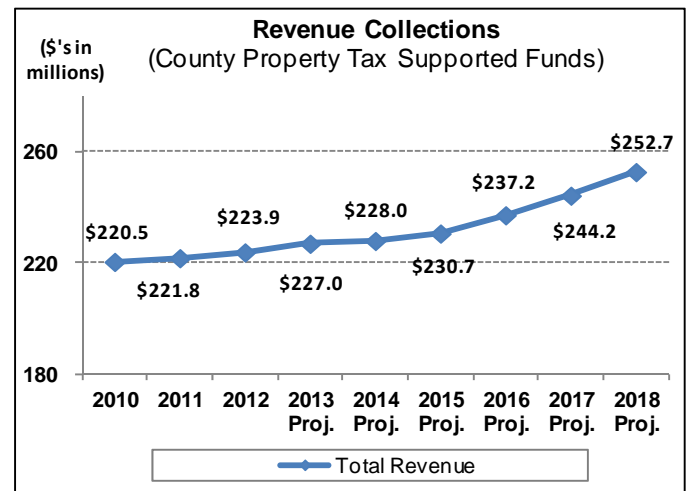 Revenue Collections
(County Property Tax Supported Funds)
($'s in
millions)
260
220
180
$220.5
$221.8
$223.9
$227.0
$228.0
$230.7
$237.2
$244.2
$252.7
2010 2011 2012 2013 2014 2015 2016 2017 2018
Proj. Proj. Proj. Proj. Proj. Proj.
Total Revenue